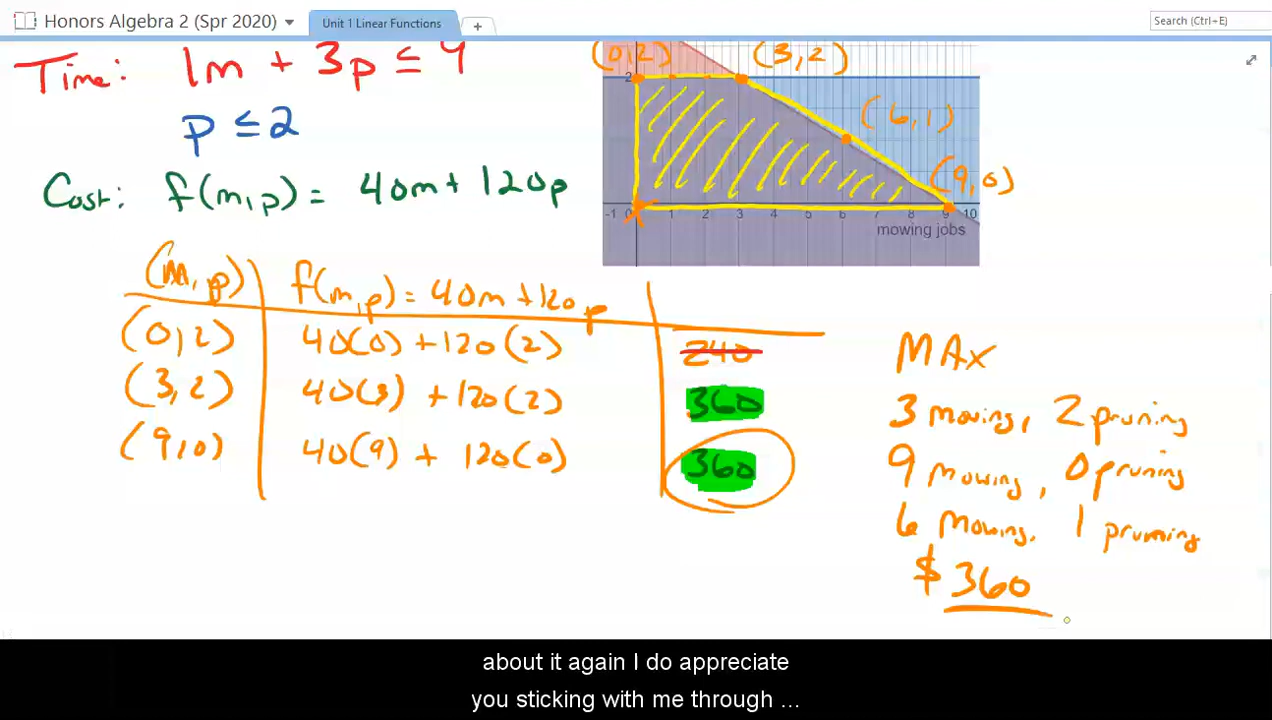 Honors Algebra 2 (Spr 2020)
Unit 1 Linear Functions
+
Search (Ctrl+E)
Time: 1m + 3p ≤ 9
p ≤ 2
Cost: f(m,p) = 40m + 120p
(0,2) (3,2)
(6,1)
(9,0)
2
-1 0 1 2 3 4 5 6 7 8 9 10
mowing jobs
(m,p) f(m,p) = 40m + 120p
(0,2) 40(0) + 120(2) 240
(3,2) 40(3) + 120(2) 360
(9,0) 40(9) + 120(0) 360
MAX
3 mowing, 2 pruning
9 mowing, 0 pruning
6 mowing, 1 pruning
$360
about it again I do appreciate
you sticking with me through ...